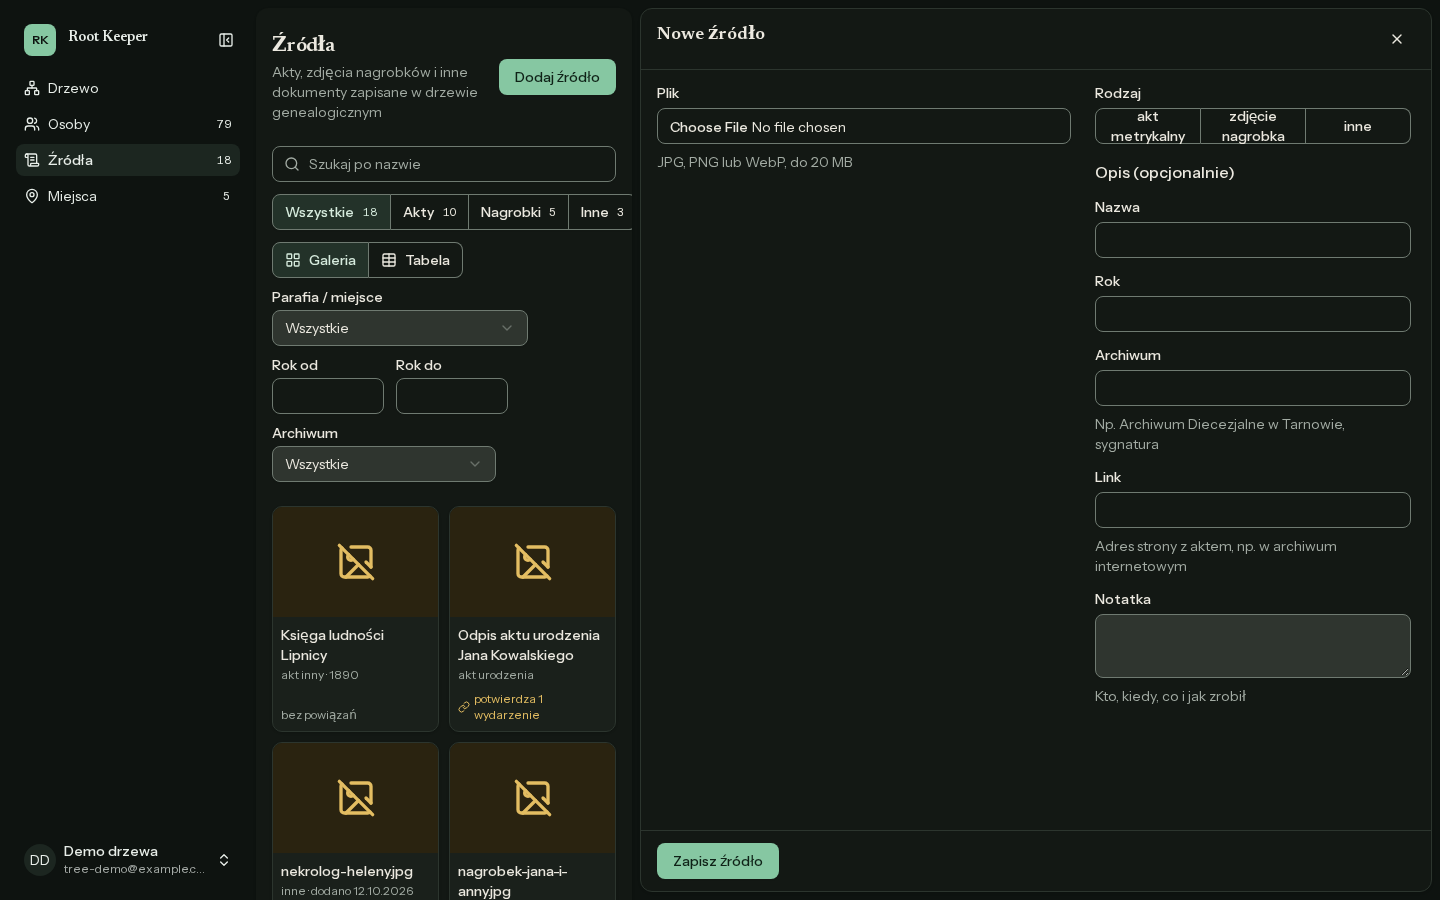 RK Root Keeper
Drzewo
Osoby 79
Źródła 18
Miejsca 5
DD
Demo drzewa
tree-demo@example.c...
Źródła
Akty, zdjęcia nagrobków i inne
dokumenty zapisane w drzewie
genealogicznym
Dodaj źródło
Szukaj po nazwie
Wszystkie 18 Akty 10 Nagrobki 5 Inne 3
Galeria Tabela
Parafia / miejsce
Wszystkie
Rok od Rok do
Archiwum
Wszystkie
Księga ludności
Lipnicy
akt inny · 1890
bez powiązań
Odpis aktu urodzenia
Jana Kowalskiego
akt urodzenia
potwierdza 1
wydarzenie
nekrolog-heleny.jpg
inne · dodano 12.10.2026
nagrobek-jana-i-
anny.jpg
Nowe źródło
Plik
Choose File No file chosen
JPG, PNG lub WebP, do 20 MB
Rodzaj
akt
metrykalny
zdjęcie
nagrobka
inne
Opis (opcjonalnie)
Nazwa
Rok
Archiwum
Np. Archiwum Diecezjalne w Tarnowie,
sygnatura
Link
Adres strony z aktem, np. w archiwum
internetowym
Notatka
Kto, kiedy, co i jak zrobił
Zapisz źródło